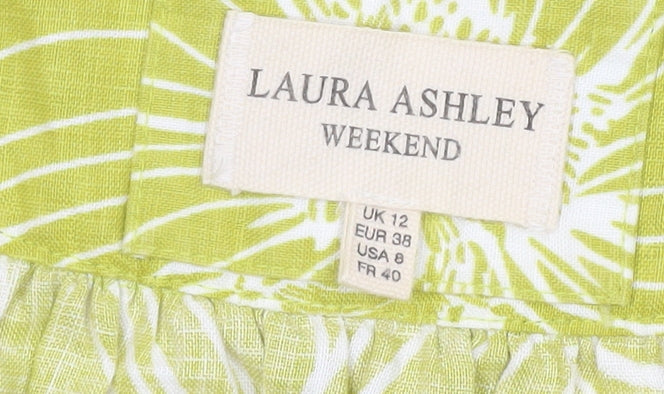 LAURA ASHLEY
WEEKEND
UK 12
EUR 38
USA 8
FR 40